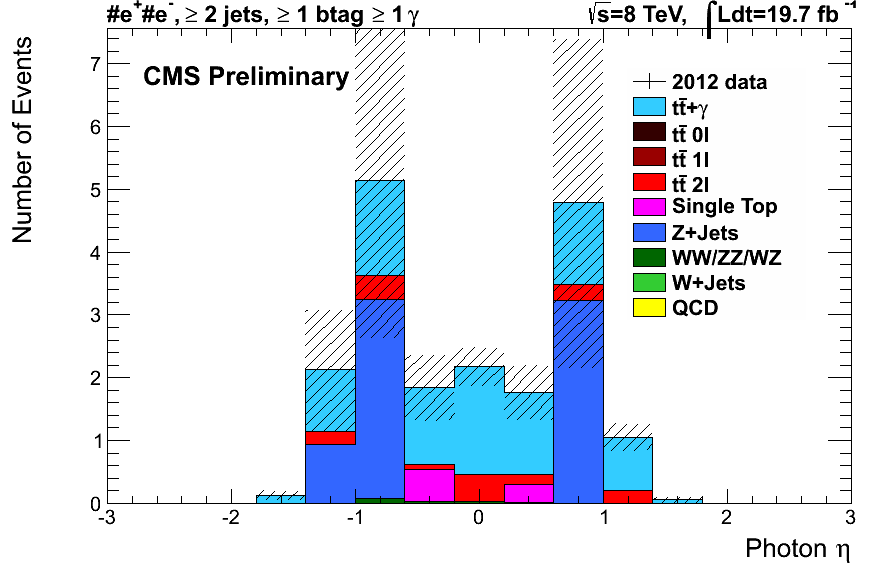 #e⁺#e⁻, ≥ 2 jets, ≥ 1 btag ≥ 1 γ √s=8 TeV, ∫Ldt=19.7 fb⁻¹
CMS Preliminary
2012 data
tt̄+γ
tt̄ 0l
tt̄ 1l
tt̄ 2l
Single Top
Z+Jets
WW/ZZ/WZ
W+Jets
QCD
Number of Events
7
6
5
4
3
2
1
0
-3 -2 -1 0 1 2 3
Photon η